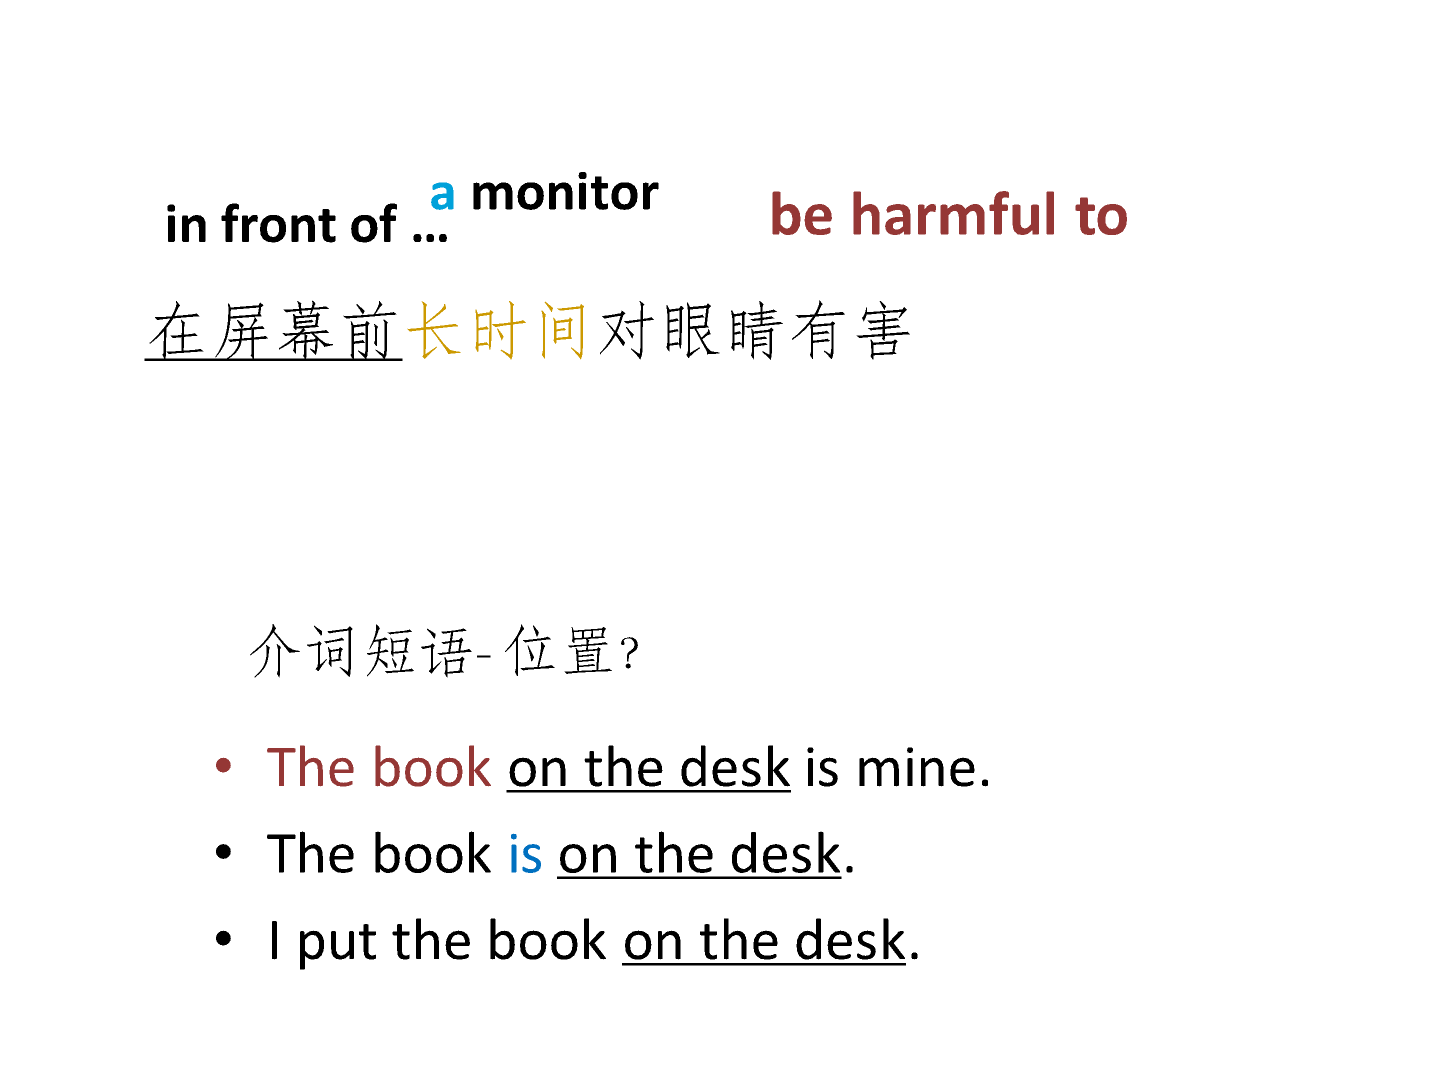 in front of …
a monitor
be harmful to
在屏幕前长时间对眼睛有害
介词短语-位置?
• The book on the desk is mine.
• The book is on the desk.
• I put the book on the desk.